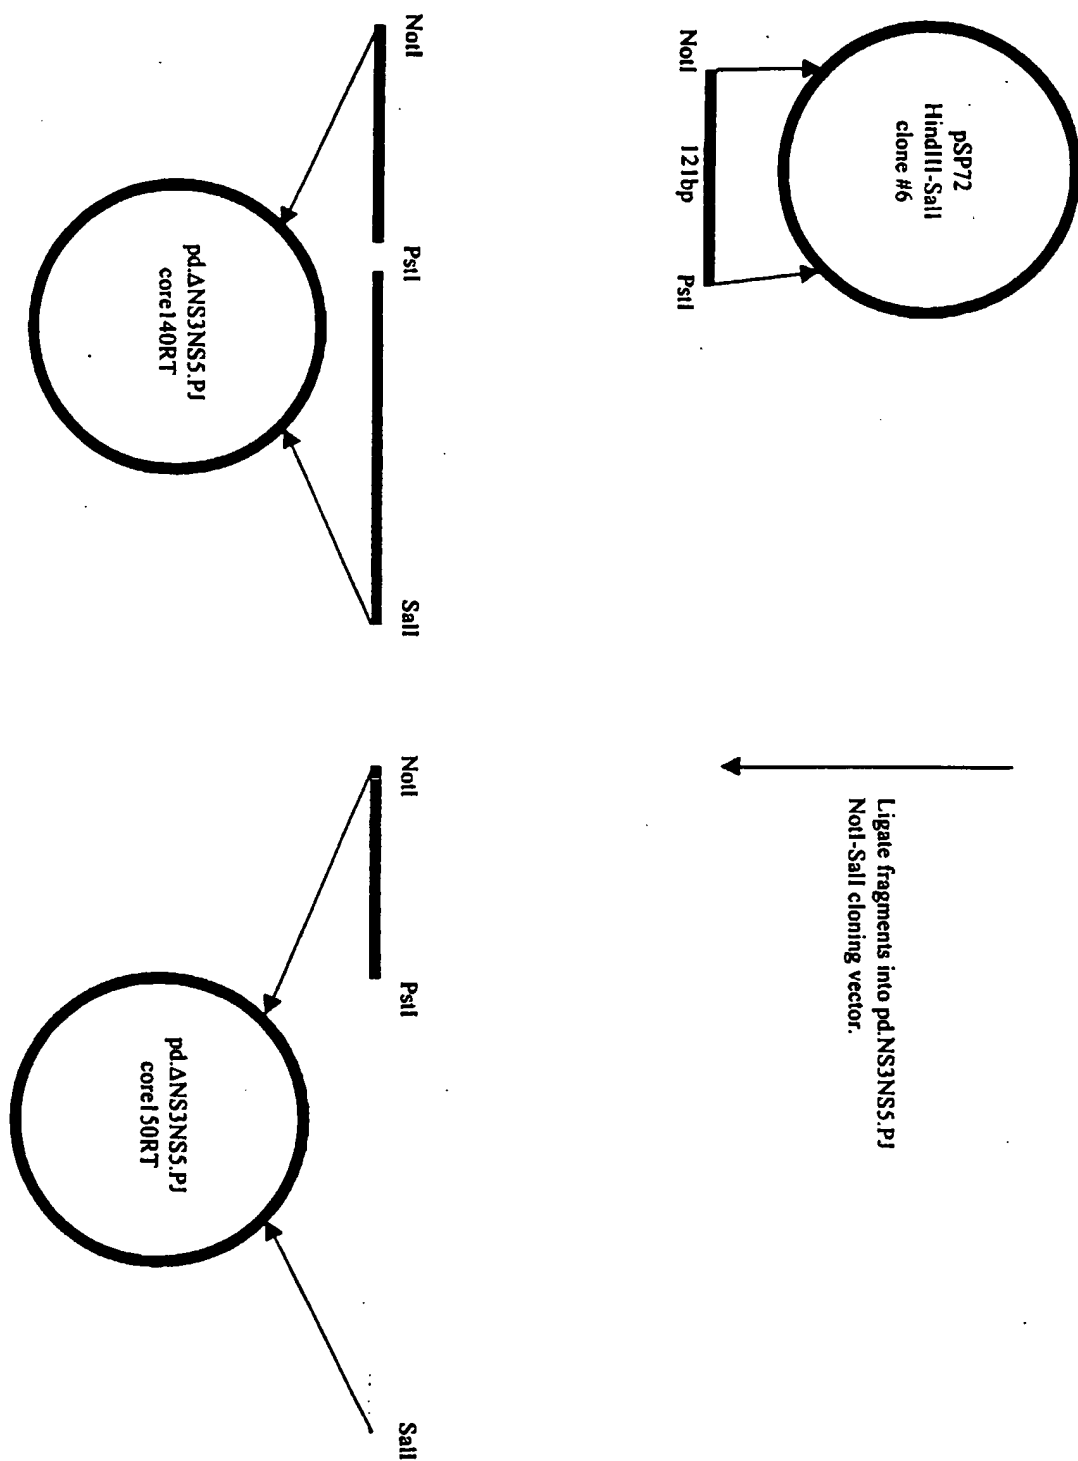 pSP72
HindIII-SalI
clone #6
NotI
121bp
PstI
Ligate fragments into pd.NS3NS5.PJ
NotI-SalI cloning vector.
NotI
PstI
SalI
pd.ΔNS3NS5.PJ
core140RT
NotI
PstI
SalI
pd.ΔNS3NS5.PJ
core150RT